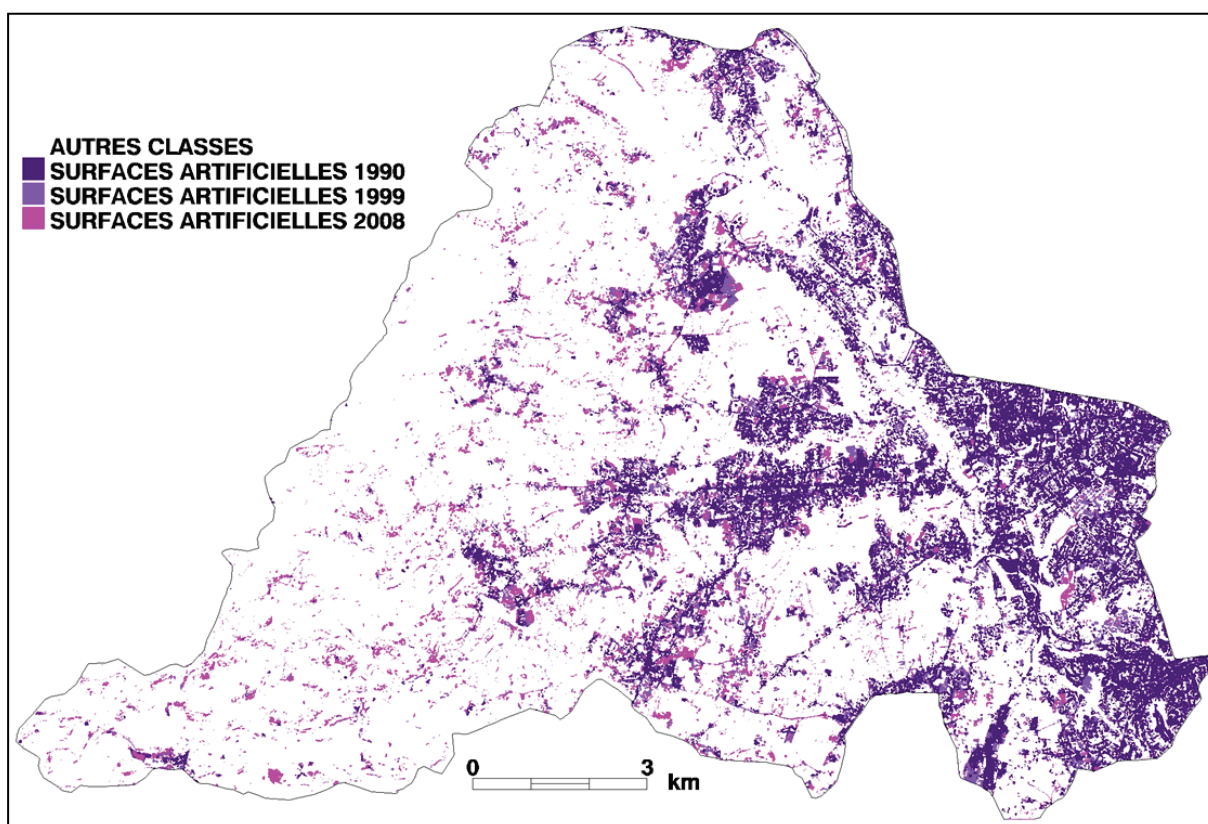 AUTRES CLASSES
SURFACES ARTIFICIELLES 1990
SURFACES ARTIFICIELLES 1999
SURFACES ARTIFICIELLES 2008
0 3
km